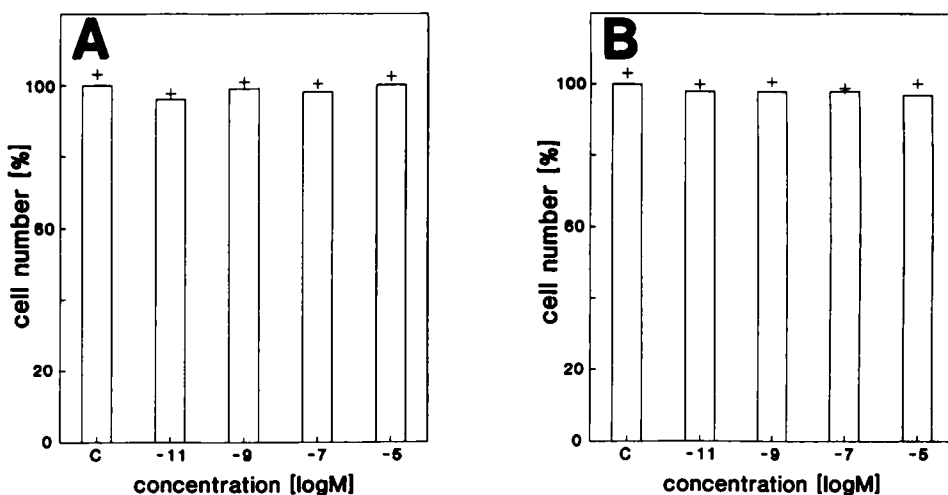 A
100
60
20
0
cell number [%]
C -11 -9 -7 -5
concentration [logM]
B
100
60
20
0
cell number [%]
C -11 -9 -7 -5
concentration [logM]